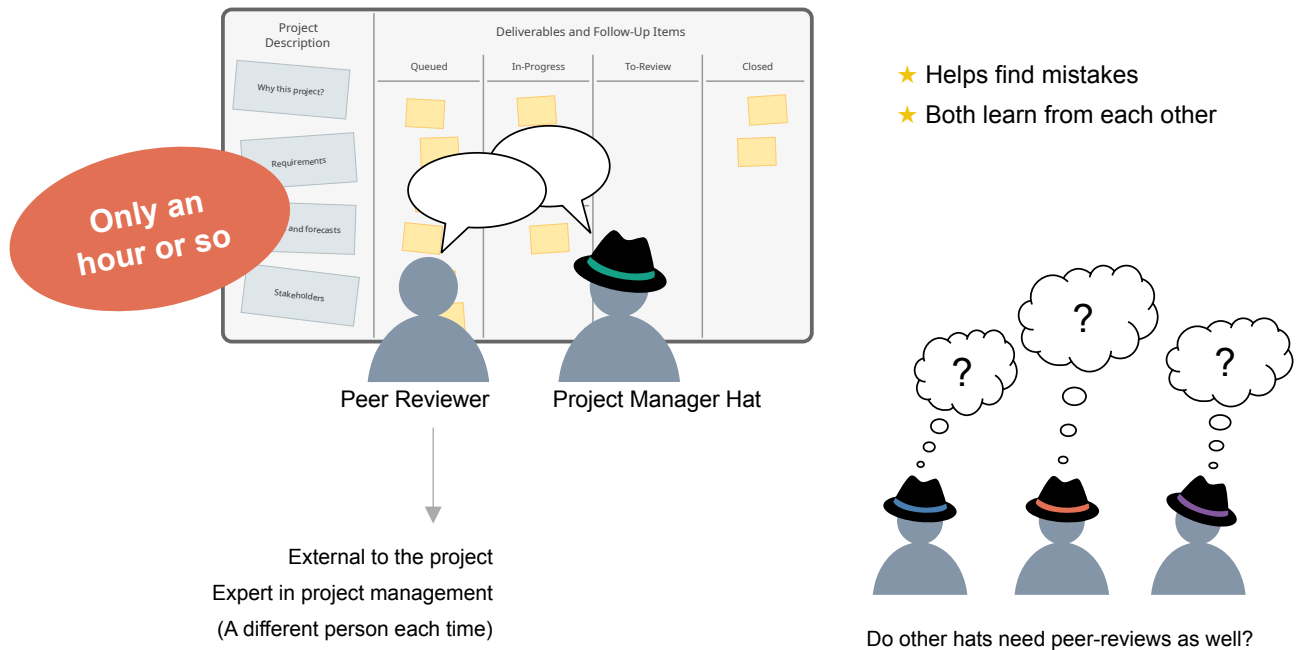 Project
Description
Deliverables and Follow-Up Items
Queued
In-Progress
To-Review
Closed
Why this project?
Requirements
and forecasts
Stakeholders
Only an
hour or so
★ Helps find mistakes
★ Both learn from each other
Peer Reviewer
Project Manager Hat
External to the project
Expert in project management
(A different person each time)
?
?
?
Do other hats need peer-reviews as well?